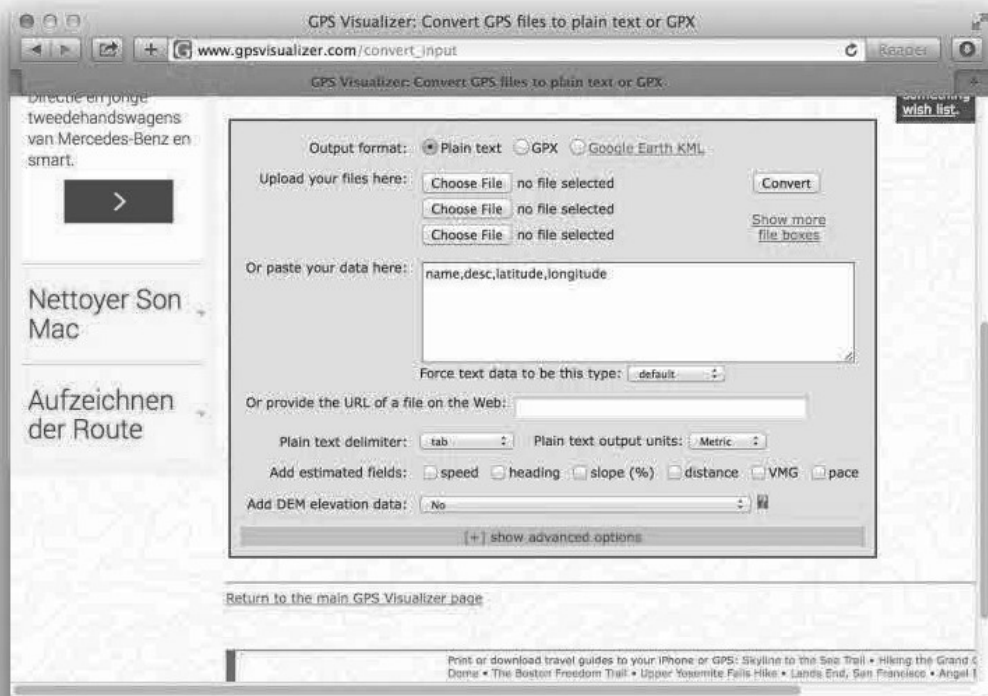 GPS Visualizer: Convert GPS files to plain text or GPX
www.gpsvisualizer.com/convert_input
Reader
GPS Visualizer: Convert GPS files to plain text or GPX
Directie en jonge
tweedehandswagens
van Mercedes-Benz en
smart.
Nettoyer Son
Mac
Aufzeichnen
der Route
something
wish list.
Output format: Plain text GPX Google Earth KML
Upload your files here: Choose File no file selected Convert
Choose File no file selected
Choose File no file selected
Show more
file boxes
Or paste your data here: name,desc,latitude,longitude
Force text data to be this type: default
Or provide the URL of a file on the Web:
Plain text delimiter: tab Plain text output units: Metric
Add estimated fields: speed heading slope (%) distance VMG pace
Add DEM elevation data: No
[+] show advanced options
Return to the main GPS Visualizer page
Print or download travel guides to your iPhone or GPS: Skyline to the Sea Trail • Hiking the Grand
Dome • The Boston Freedom Trail • Upper Yosemite Falls Hike • Lands End, San Francisco • Angel